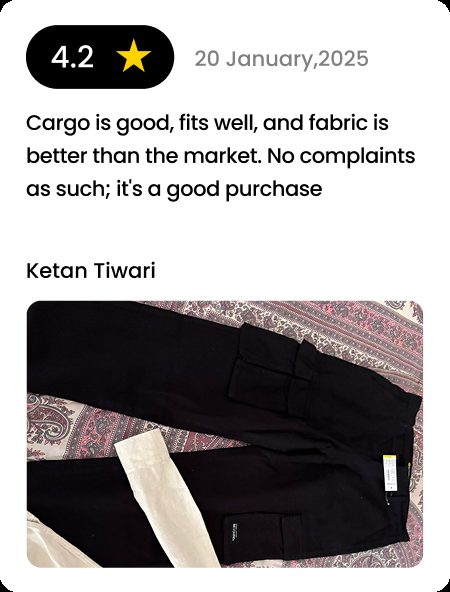 4.2
20 January,2025
Cargo is good, fits well, and fabric is
better than the market. No complaints
as such; it's a good purchase
Ketan Tiwari